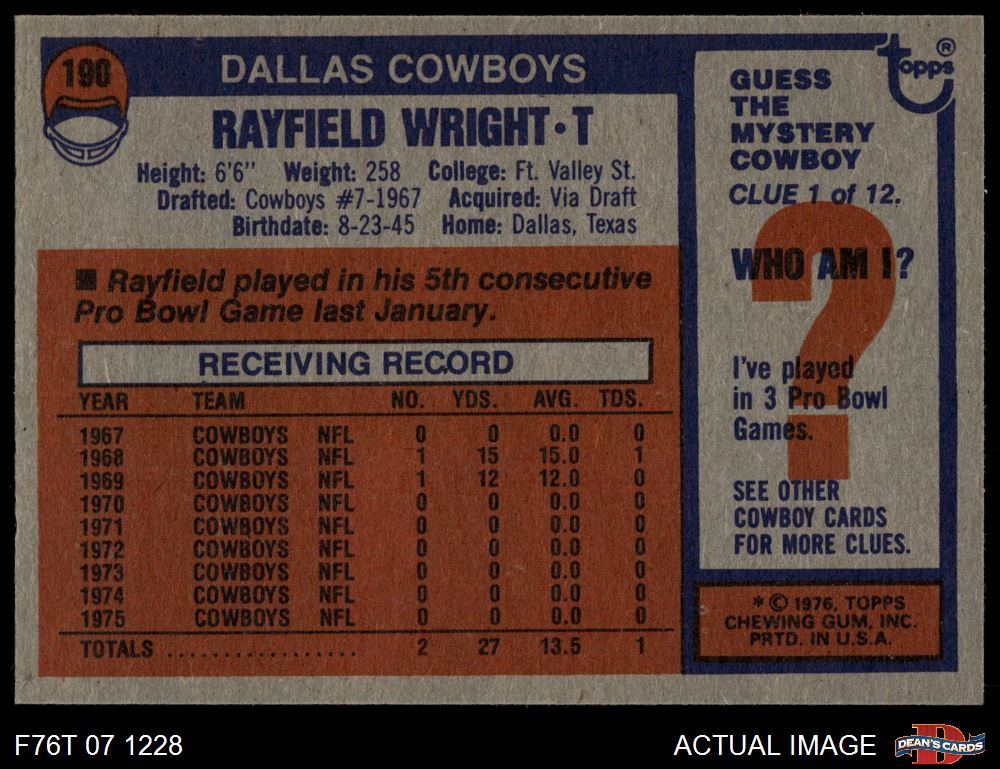 190
DALLAS COWBOYS
RAYFIELD WRIGHT • T
Height: 6'6" Weight: 258 College: Ft. Valley St.
Drafted: Cowboys #7-1967 Acquired: Via Draft
Birthdate: 8-23-45 Home: Dallas, Texas
■ Rayfield played in his 5th consecutive
Pro Bowl Game last January.
RECEIVING RECORD
YEAR TEAM NO. YDS. AVG. TDS.
1967 COWBOYS NFL 0 0 0.0 0
1968 COWBOYS NFL 1 15 15.0 1
1969 COWBOYS NFL 1 12 12.0 0
1970 COWBOYS NFL 0 0 0.0 0
1971 COWBOYS NFL 0 0 0.0 0
1972 COWBOYS NFL 0 0 0.0 0
1973 COWBOYS NFL 0 0 0.0 0
1974 COWBOYS NFL 0 0 0.0 0
1975 COWBOYS NFL 0 0 0.0 0
TOTALS .................. 2 27 13.5 1
topps ®
GUESS
THE
MYSTERY
COWBOY
CLUE 1 of 12.
WHO AM I?
?
I've played
in 3 Pro Bowl
Games.
SEE OTHER
COWBOY CARDS
FOR MORE CLUES.
* © 1976, TOPPS
CHEWING GUM, INC.
PRTD. IN U.S.A.
F76T 07 1228
ACTUAL IMAGE
D
DEAN'S CARDS